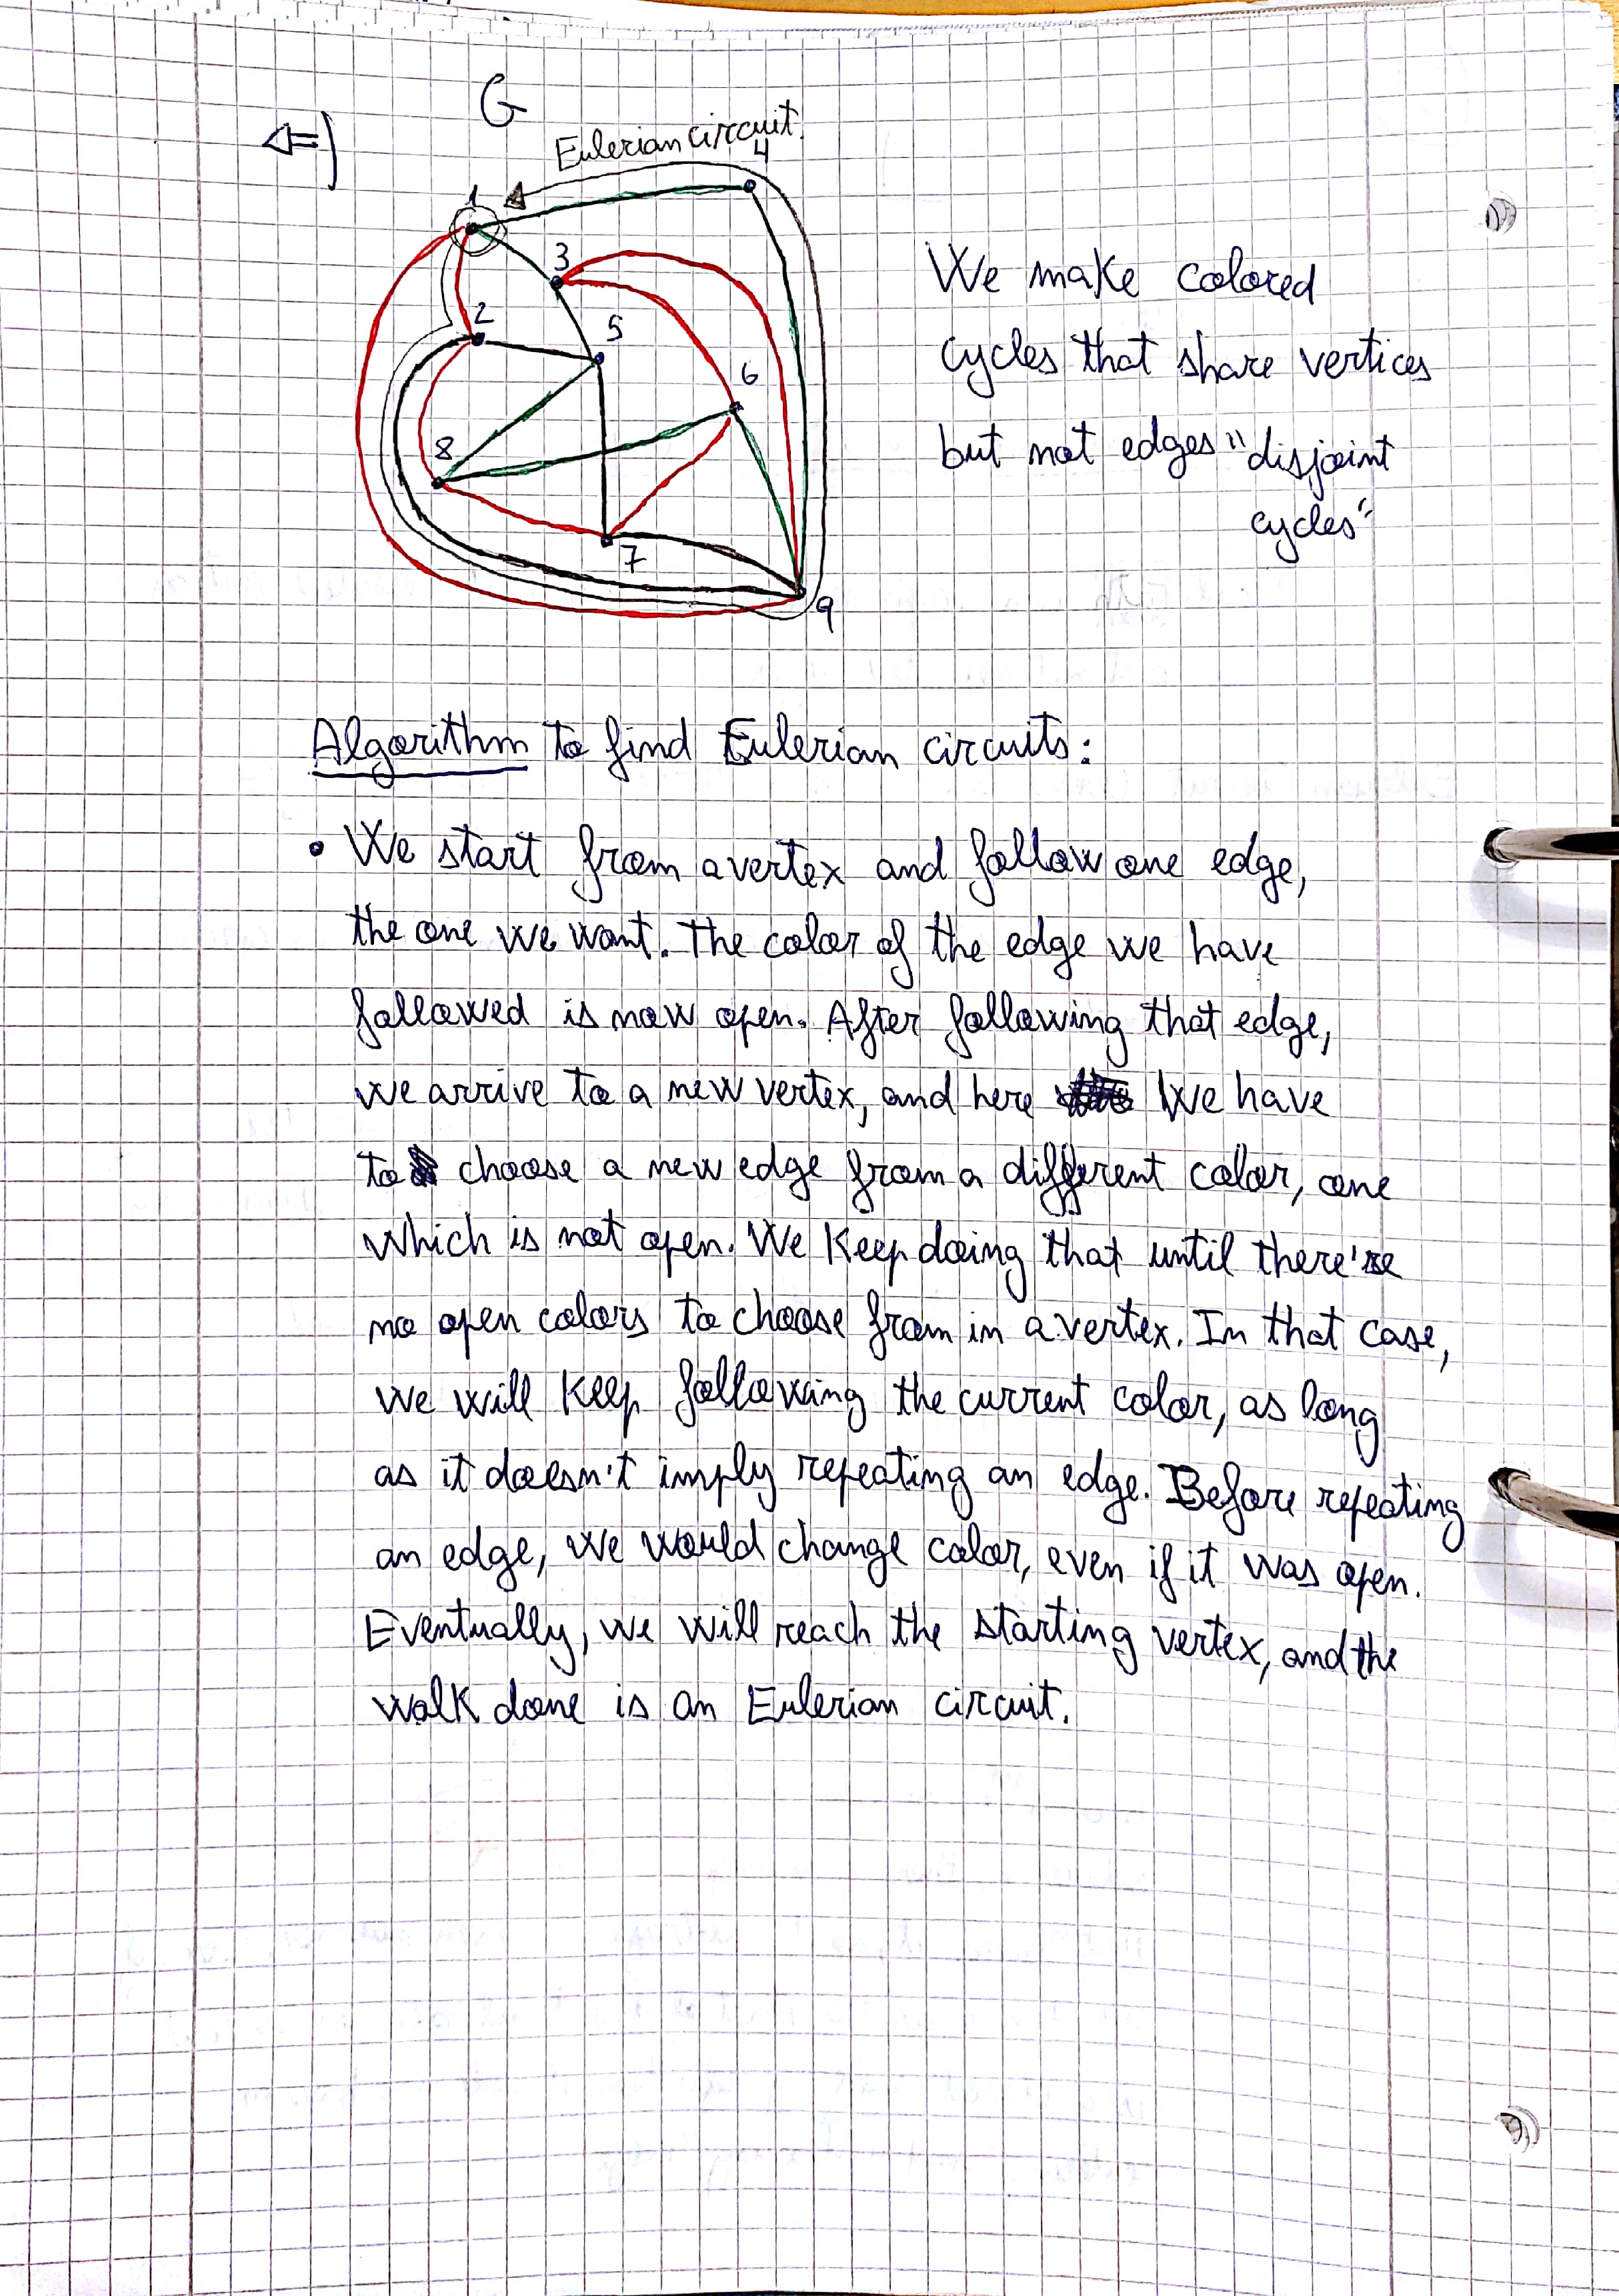 G
⇐)
Eulerian circuit.
4
1
3
2
5
6
8
7
9
We make colored
cycles that share vertices
but not edges "disjoint
cycles"
Algorithm to find Eulerian circuits:
• We start from a vertex and follow one edge,
the one we want. The color of the edge we have
followed is now open. After following that edge,
we arrive to a new vertex, and here we have
to choose a new edge from a different color, one
which is not open. We keep doing that until there're
no open colors to choose from in a vertex. In that case,
we will keep following the current color, as long
as it doesn't imply repeating an edge. Before repeating
an edge, we would change color, even if it was open.
Eventually, we will reach the starting vertex, and the
walk done is an Eulerian circuit.